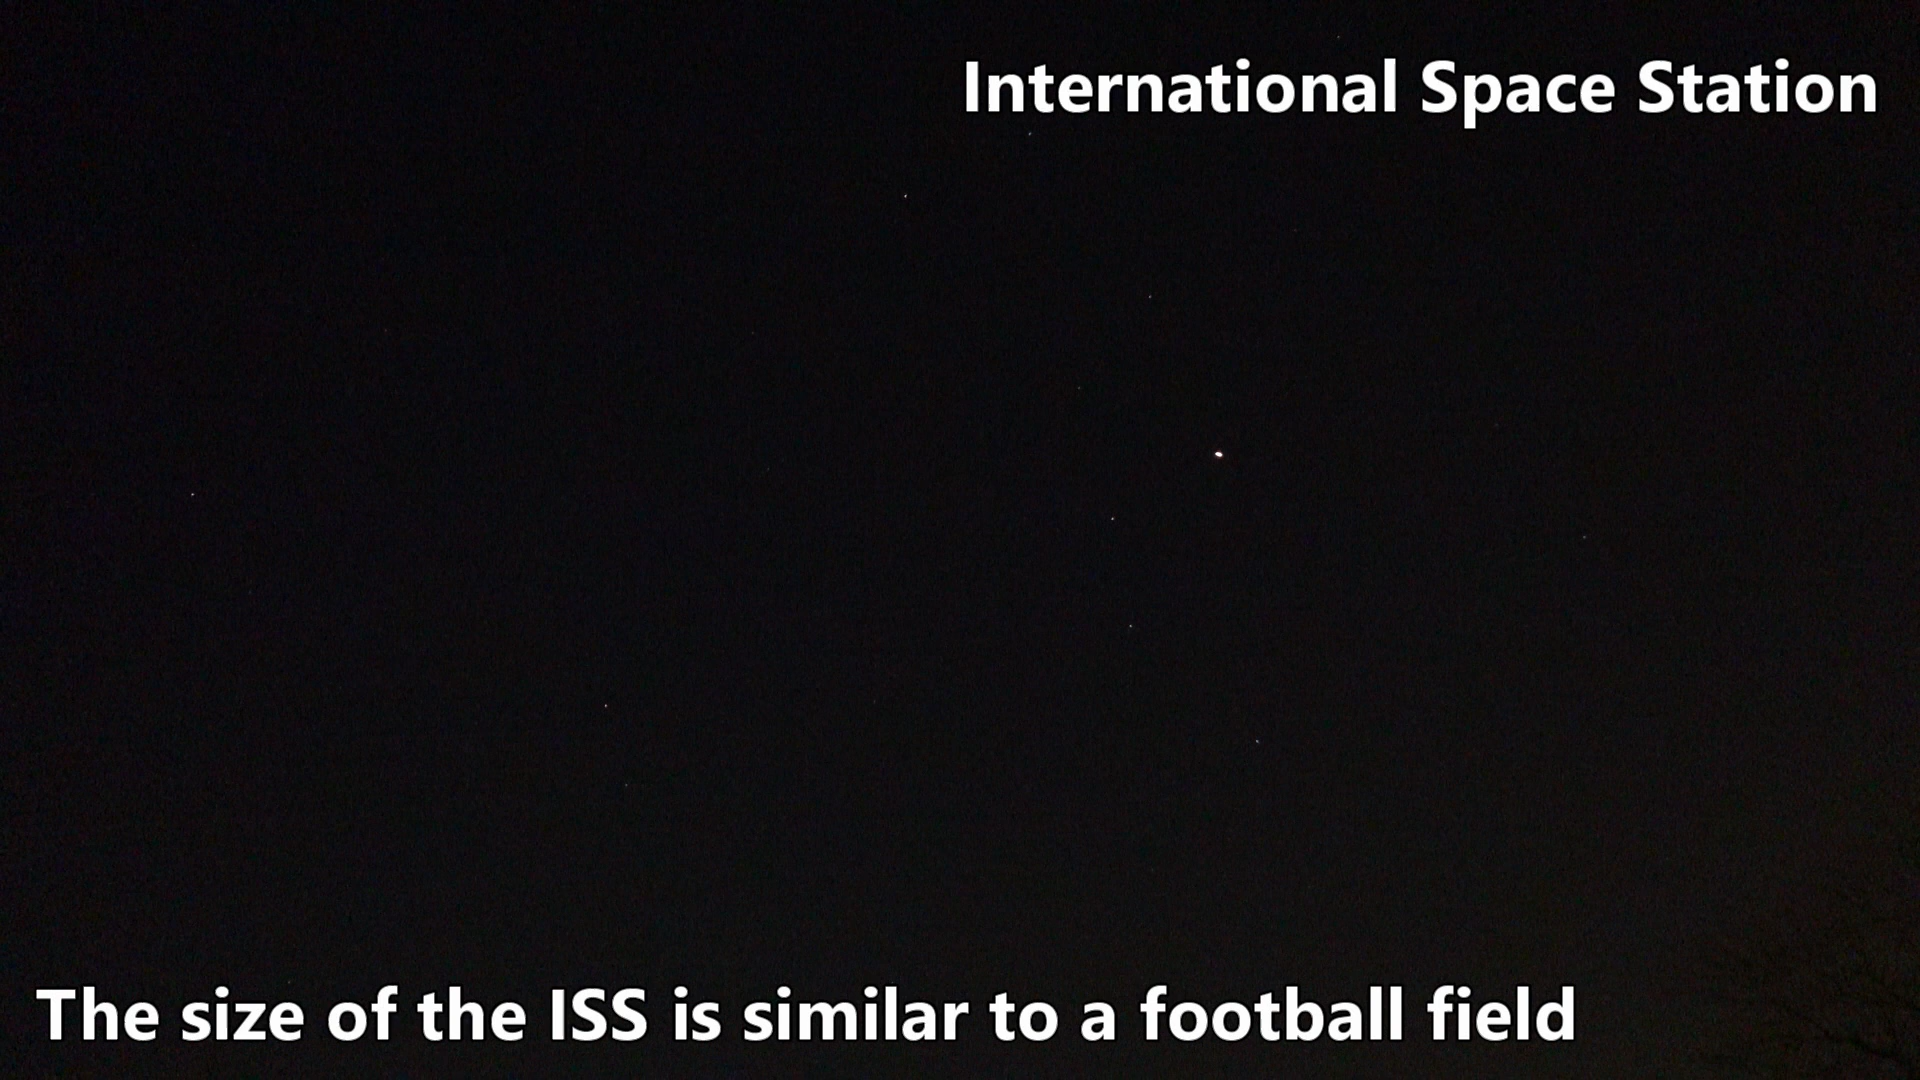 International Space Station
The size of the ISS is similar to a football field